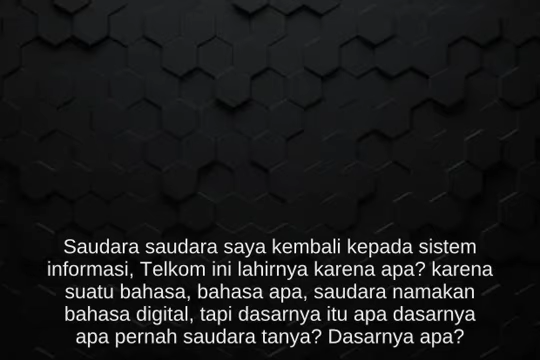 Saudara saudara saya kembali kepada sistem
informasi, Telkom ini lahirnya karena apa? karena
suatu bahasa, bahasa apa, saudara namakan
bahasa digital, tapi dasarnya itu apa dasarnya
apa pernah saudara tanya? Dasarnya apa?